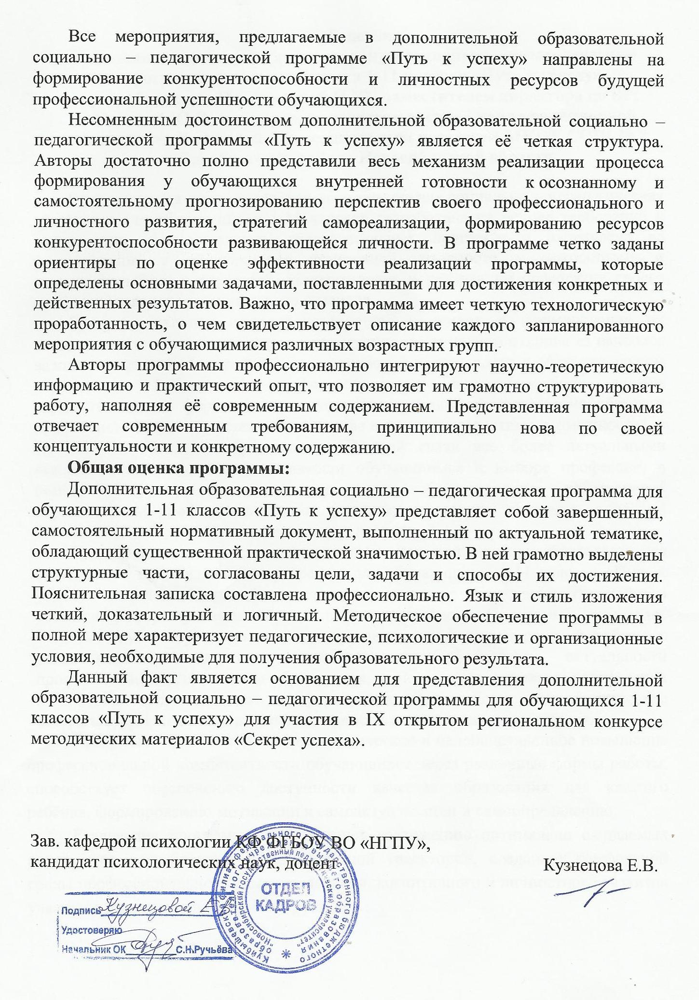 Все мероприятия, предлагаемые в дополнительной образовательной
социально – педагогической программе «Путь к успеху» направлены на
формирование конкурентоспособности и личностных ресурсов будущей
профессиональной успешности обучающихся.
Несомненным достоинством дополнительной образовательной социально –
педагогической программы «Путь к успеху» является её четкая структура.
Авторы достаточно полно представили весь механизм реализации процесса
формирования у обучающихся внутренней готовности к осознанному и
самостоятельному прогнозированию перспектив своего профессионального и
личностного развития, стратегий самореализации, формированию ресурсов
конкурентоспособности развивающейся личности. В программе четко заданы
ориентиры по оценке эффективности реализации программы, которые
определены основными задачами, поставленными для достижения конкретных и
действенных результатов. Важно, что программа имеет четкую технологическую
проработанность, о чем свидетельствует описание каждого запланированного
мероприятия с обучающимися различных возрастных групп.
Авторы программы профессионально интегрируют научно-теоретическую
информацию и практический опыт, что позволяет им грамотно структурировать
работу, наполняя её современным содержанием. Представленная программа
отвечает современным требованиям, принципиально нова по своей
концептуальности и конкретному содержанию.
Общая оценка программы:
Дополнительная образовательная социально – педагогическая программа для
обучающихся 1-11 классов «Путь к успеху» представляет собой завершенный,
самостоятельный нормативный документ, выполненный по актуальной тематике,
обладающий существенной практической значимостью. В ней грамотно выделены
структурные части, согласованы цели, задачи и способы их достижения.
Пояснительная записка составлена профессионально. Язык и стиль изложения
четкий, доказательный и логичный. Методическое обеспечение программы в
полной мере характеризует педагогические, психологические и организационные
условия, необходимые для получения образовательного результата.
Данный факт является основанием для представления дополнительной
образовательной социально – педагогической программы для обучающихся 1-11
классов «Путь к успеху» для участия в IX открытом региональном конкурсе
методических материалов «Секрет успеха».
Зав. кафедрой психологии КФ ФГБОУ ВО «НГПУ»,
кандидат психологических наук, доцент
Кузнецова Е.В.
Подпись Кузнецовой Е.В.
Удостоверяю
Начальник ОК С.Н.Ручьёва
Куйбышевский филиал федерального государственного бюджетного
образовательного учреждения высшего образования
"Новосибирский государственный педагогический университет"
ОТДЕЛ
КАДРОВ